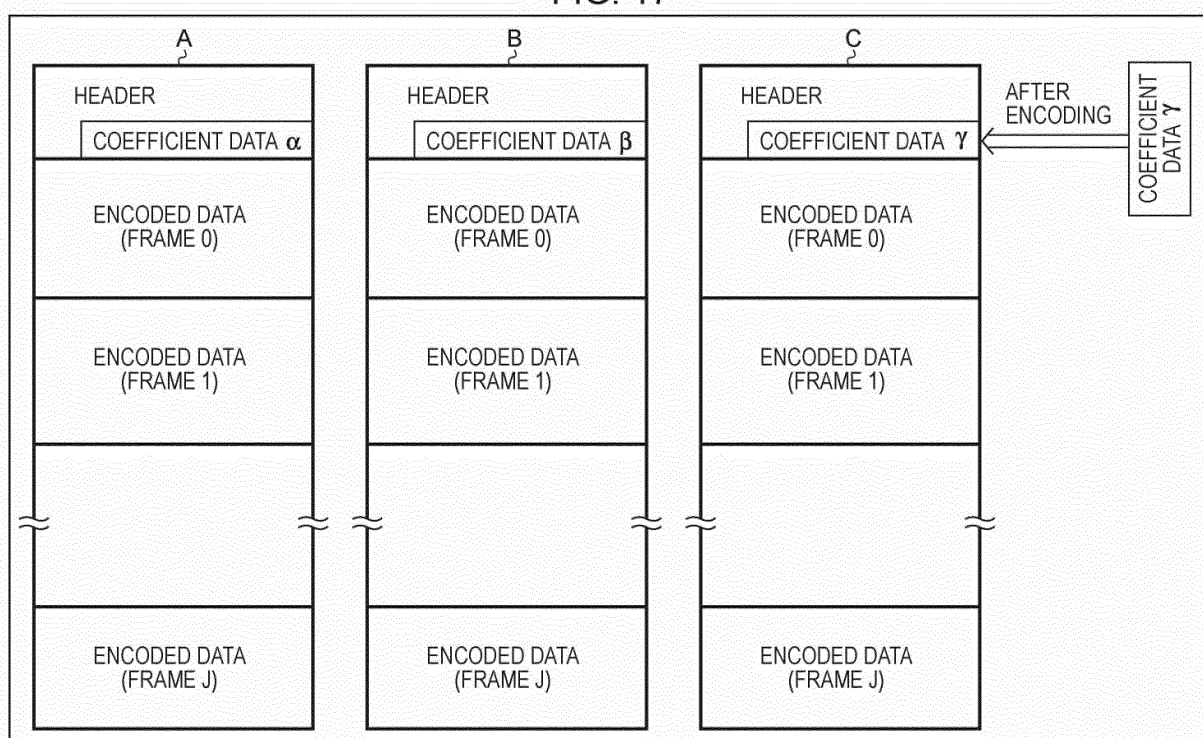 A
HEADER
COEFFICIENT DATA α
ENCODED DATA
(FRAME 0)
ENCODED DATA
(FRAME 1)
ENCODED DATA
(FRAME J)
B
HEADER
COEFFICIENT DATA β
ENCODED DATA
(FRAME 0)
ENCODED DATA
(FRAME 1)
ENCODED DATA
(FRAME J)
C
HEADER
COEFFICIENT DATA γ
ENCODED DATA
(FRAME 0)
ENCODED DATA
(FRAME 1)
ENCODED DATA
(FRAME J)
AFTER
ENCODING
COEFFICIENT
DATA γ